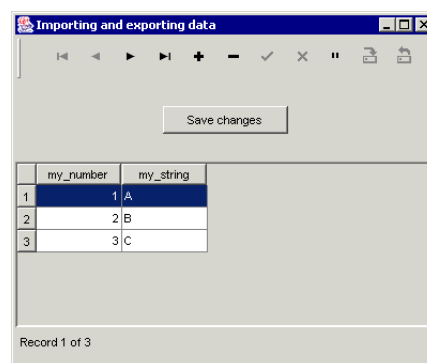 Importing and exporting data
Save changes
my_number my_string
1 1 A
2 2 B
3 3 C
Record 1 of 3